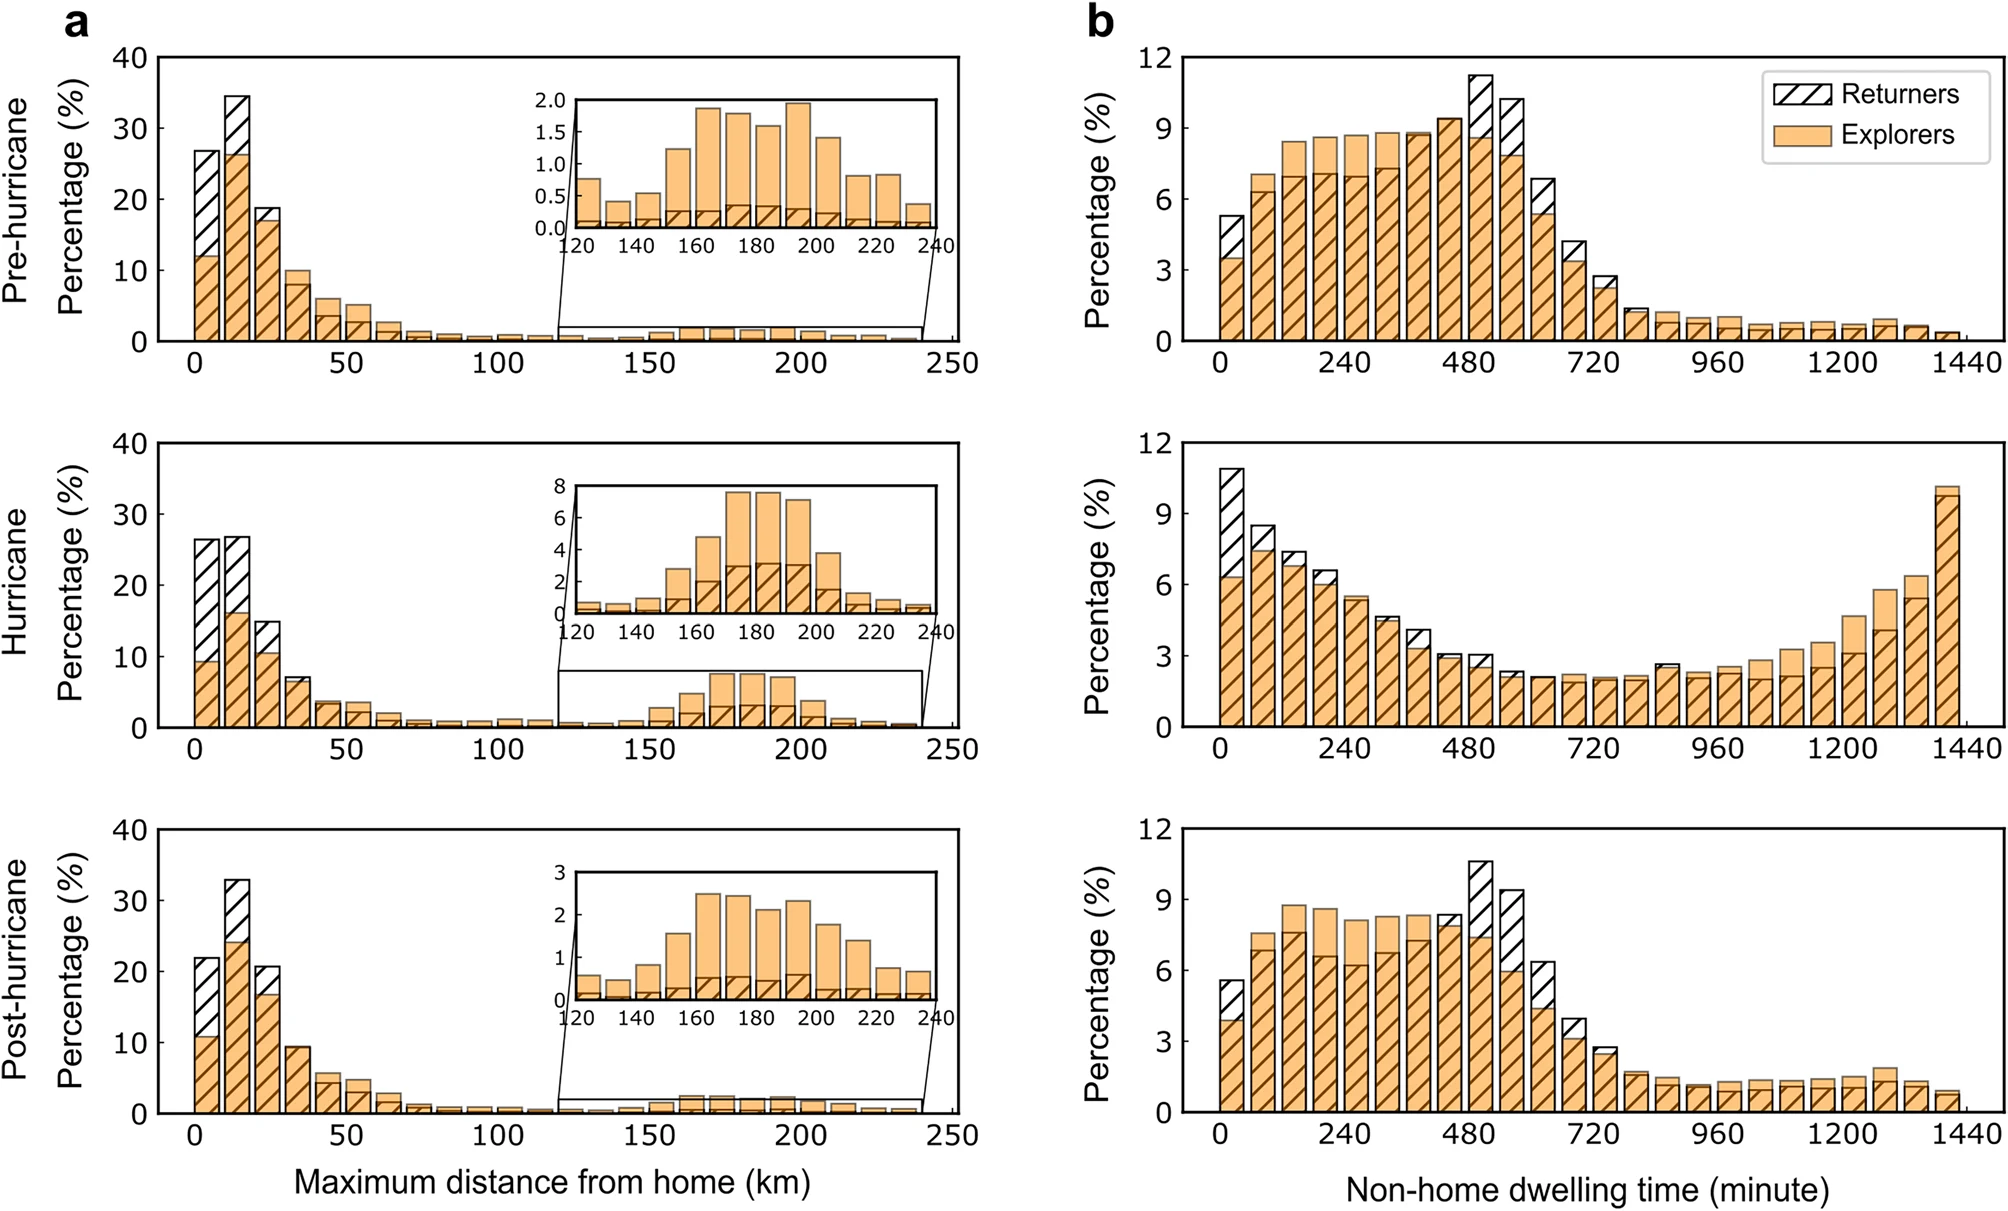 a
b
Pre-hurricane
Percentage (%)
40
30
20
10
0
0 50 100 150 200 250
2.0
1.5
1.0
0.5
0.0
120 140 160 180 200 220 240
Percentage (%)
12
9
6
3
0
0 240 480 720 960 1200 1440
Returners
Explorers
Hurricane
Percentage (%)
40
30
20
10
0
0 50 100 150 200 250
8
6
4
2
0
120 140 160 180 200 220 240
Percentage (%)
12
9
6
3
0
0 240 480 720 960 1200 1440
Post-hurricane
Percentage (%)
40
30
20
10
0
0 50 100 150 200 250
3
2
1
0
120 140 160 180 200 220 240
Maximum distance from home (km)
Percentage (%)
12
9
6
3
0
0 240 480 720 960 1200 1440
Non-home dwelling time (minute)